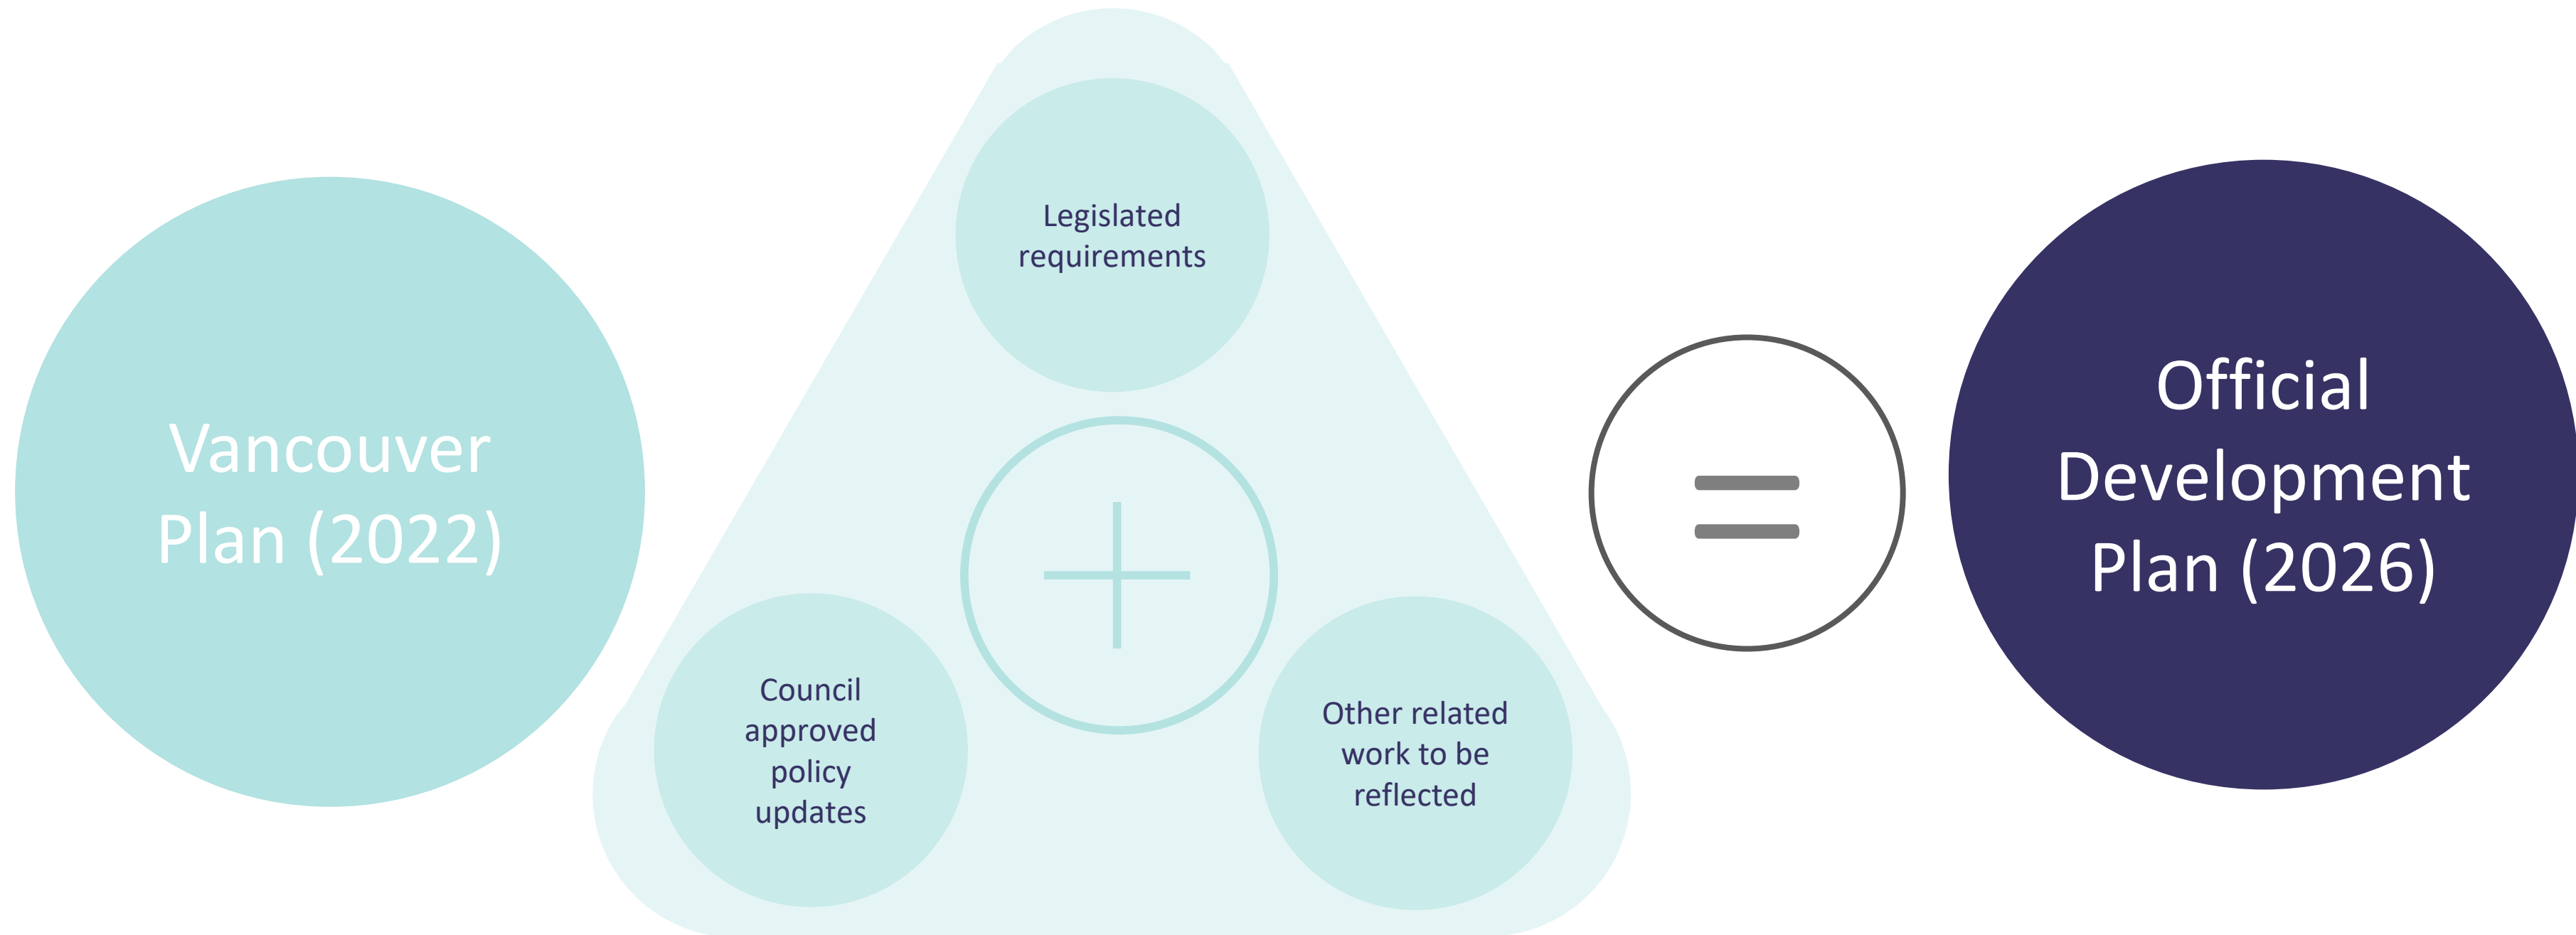 Vancouver
Plan (2022)
Legislated
requirements
Council
approved
policy
updates
Other related
work to be
reflected
Official
Development
Plan (2026)